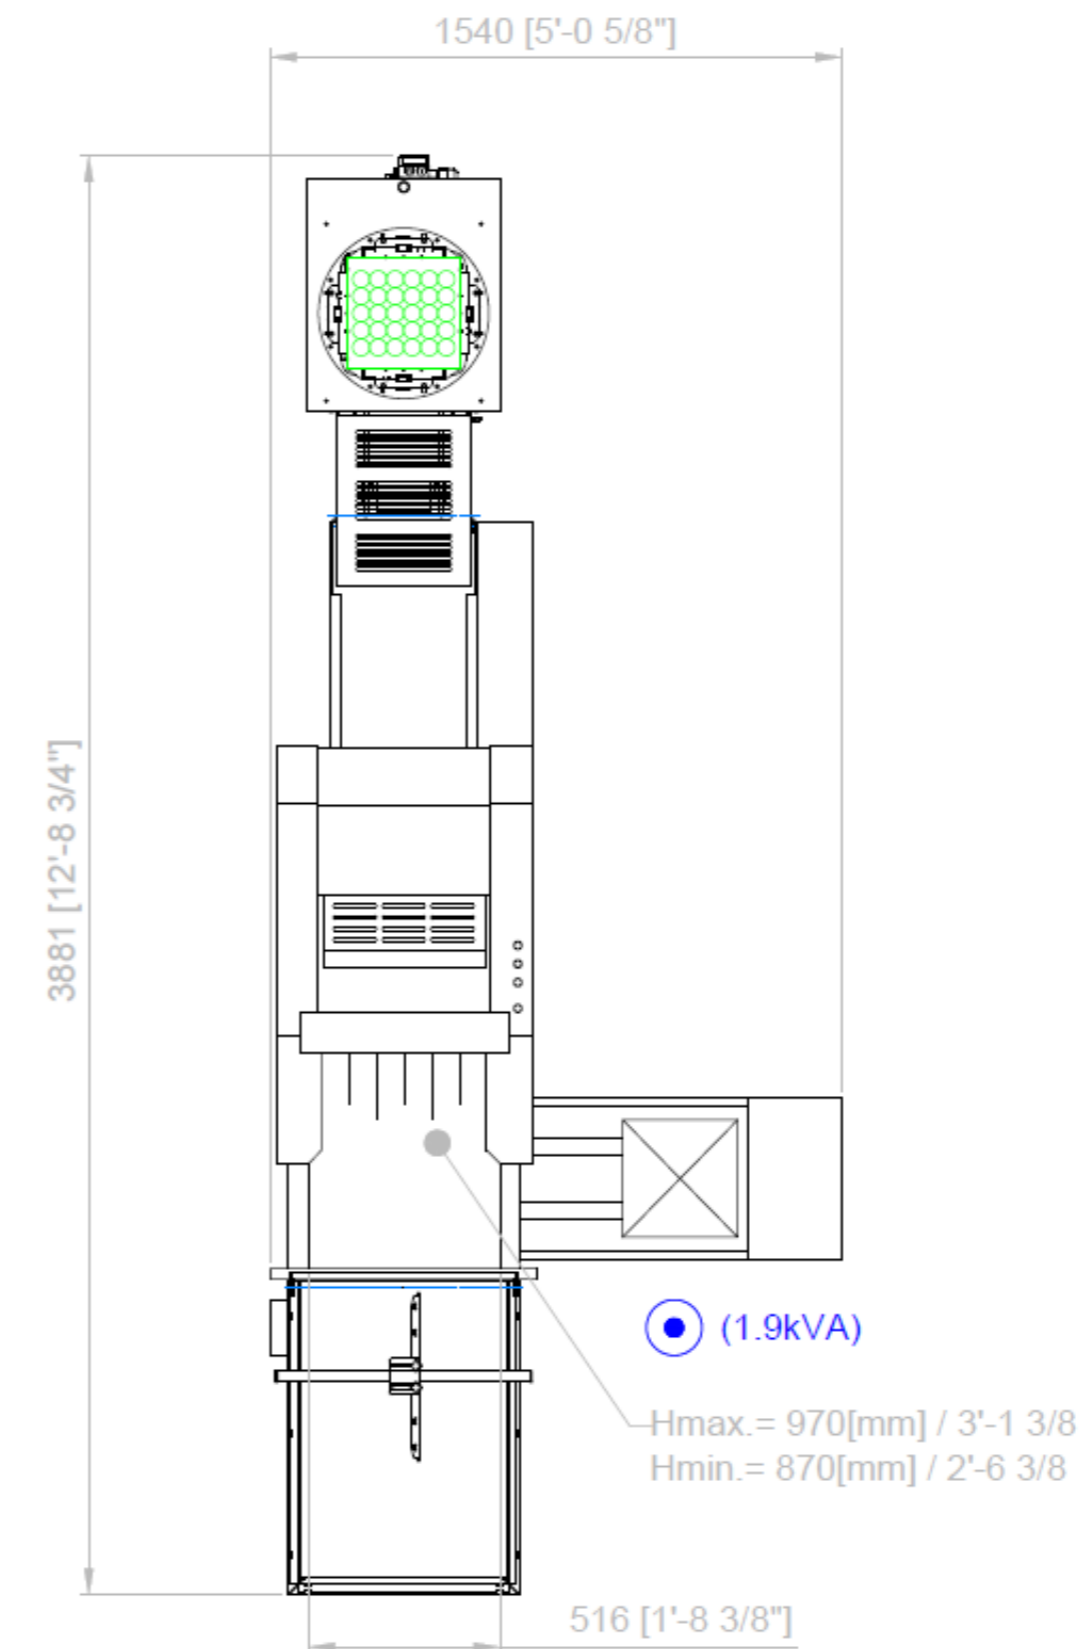 1540 [5'-0 5/8"]
3881 [12'-8 3/4"]
(1.9kVA)
Hmax.= 970[mm] / 3'-1 3/8
Hmin.= 870[mm] / 2'-6 3/8
516 [1'-8 3/8"]